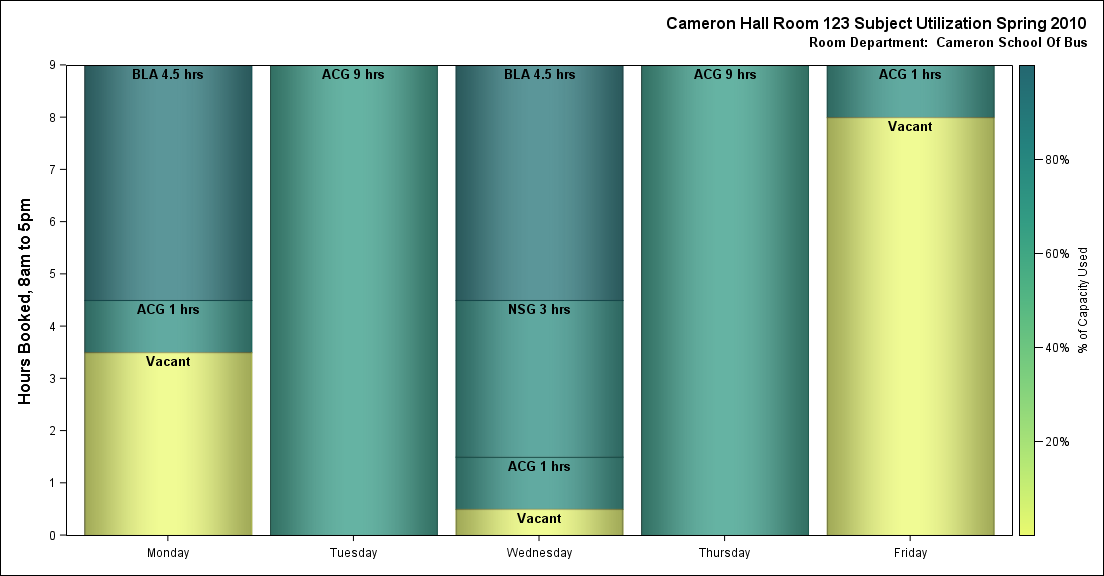 Cameron Hall Room 123 Subject Utilization Spring 2010
Room Department:  Cameron School Of Bus
Hours Booked, 8am to 5pm
9
8
7
6
5
4
3
2
1
0
BLA 4.5 hrs
ACG 1 hrs
Vacant
ACG 9 hrs
BLA 4.5 hrs
NSG 3 hrs
ACG 1 hrs
Vacant
ACG 9 hrs
ACG 1 hrs
Vacant
Monday
Tuesday
Wednesday
Thursday
Friday
80%
60%
40%
20%
% of Capacity Used